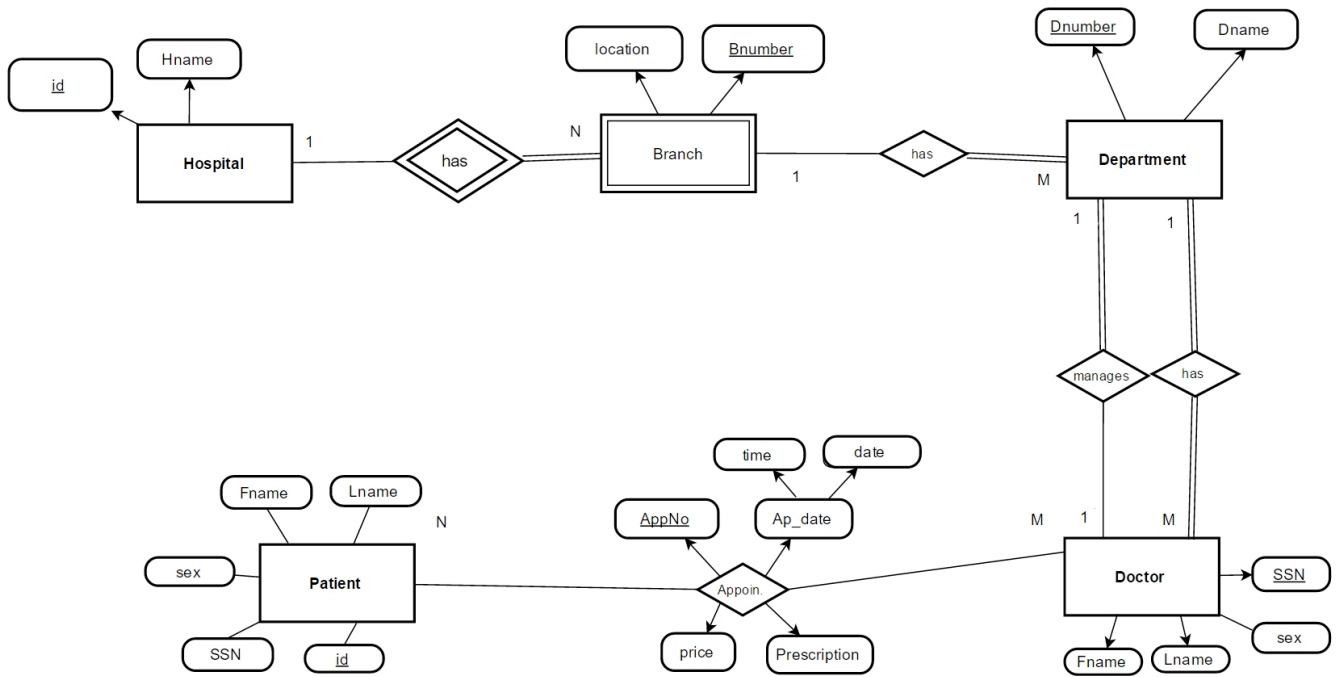 id
Hname
Hospital
1
has
N
location
Bnumber
Branch
1
has
M
Dnumber
Dname
Department
1
1
manages
has
1
M
Doctor
SSN
sex
Fname
Lname
M
time
date
AppNo
Ap_date
Appoin.
price
Prescription
N
Fname
Lname
sex
Patient
SSN
id